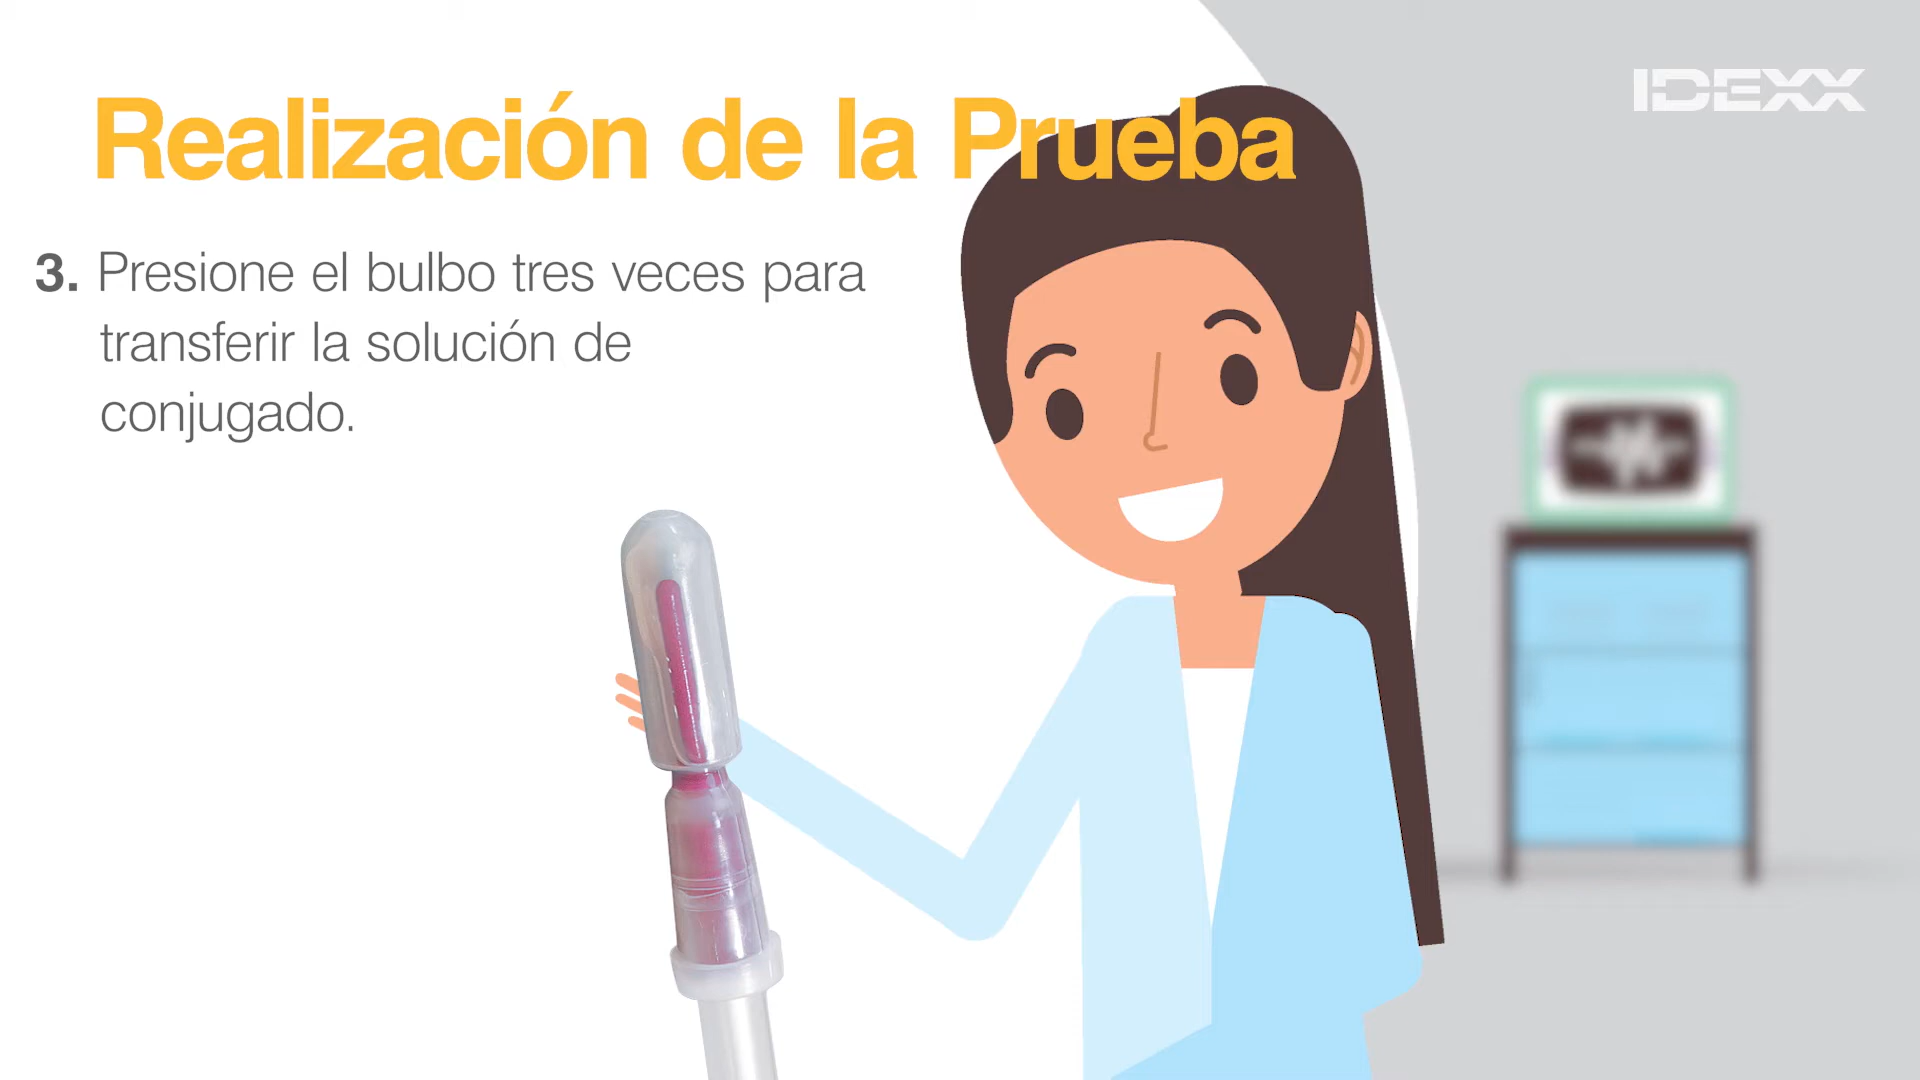 IDEXX
Realización de la Prueba
3. Presione el bulbo tres veces para
transferir la solución de
conjugado.